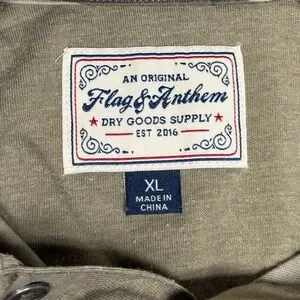 AN ORIGINAL
Flag & Anthem
★ DRY GOODS SUPPLY ★
EST 2016
XL
MADE IN
CHINA